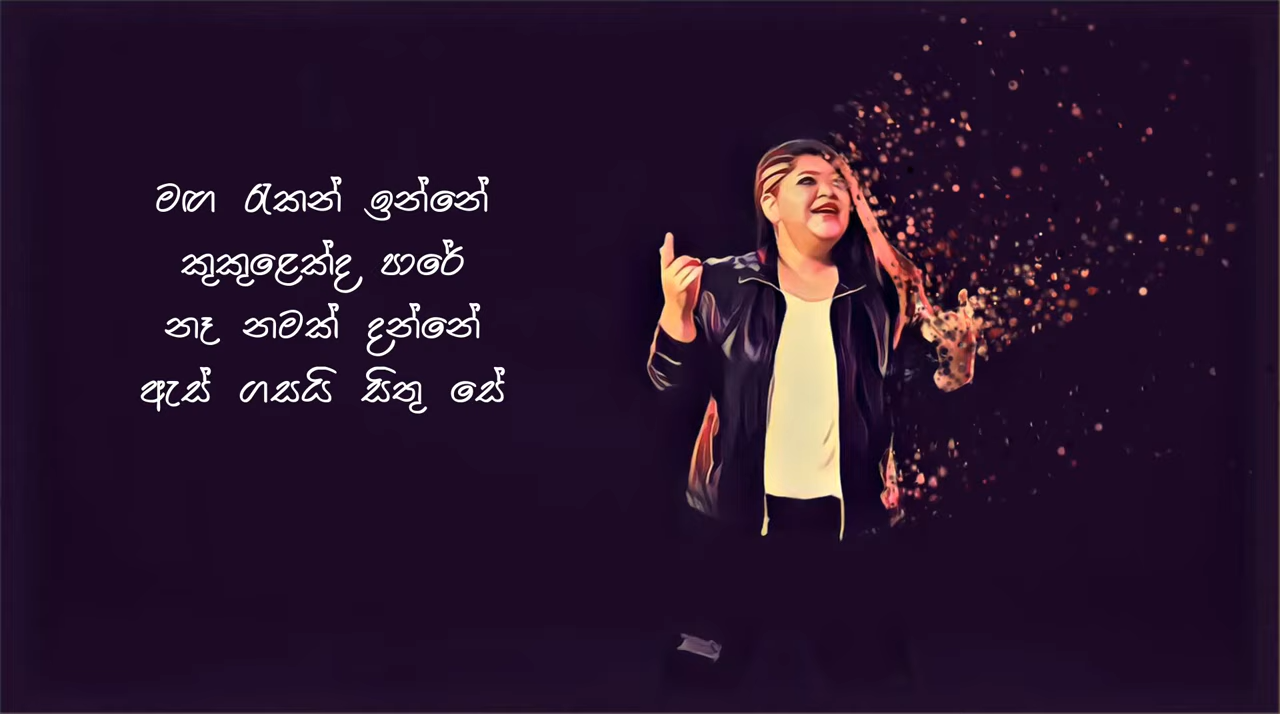 මඟ රැකන් ඉන්නේ
කුකුළෙක්ද පාරේ
නෑ නමක් දන්නේ
ඇස් ගසයි සිතූ සේ